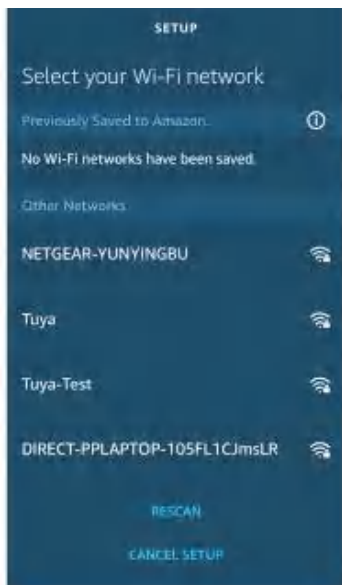 SETUP
Select your Wi-Fi network
Previously Saved to Amazon.
No Wi-Fi networks have been saved.
Other Networks
NETGEAR-YUNYINGBU
Tuya
Tuya-Test
DIRECT-PPLAPTOP-105FL1CJmsLR
RESCAN
CANCEL SETUP